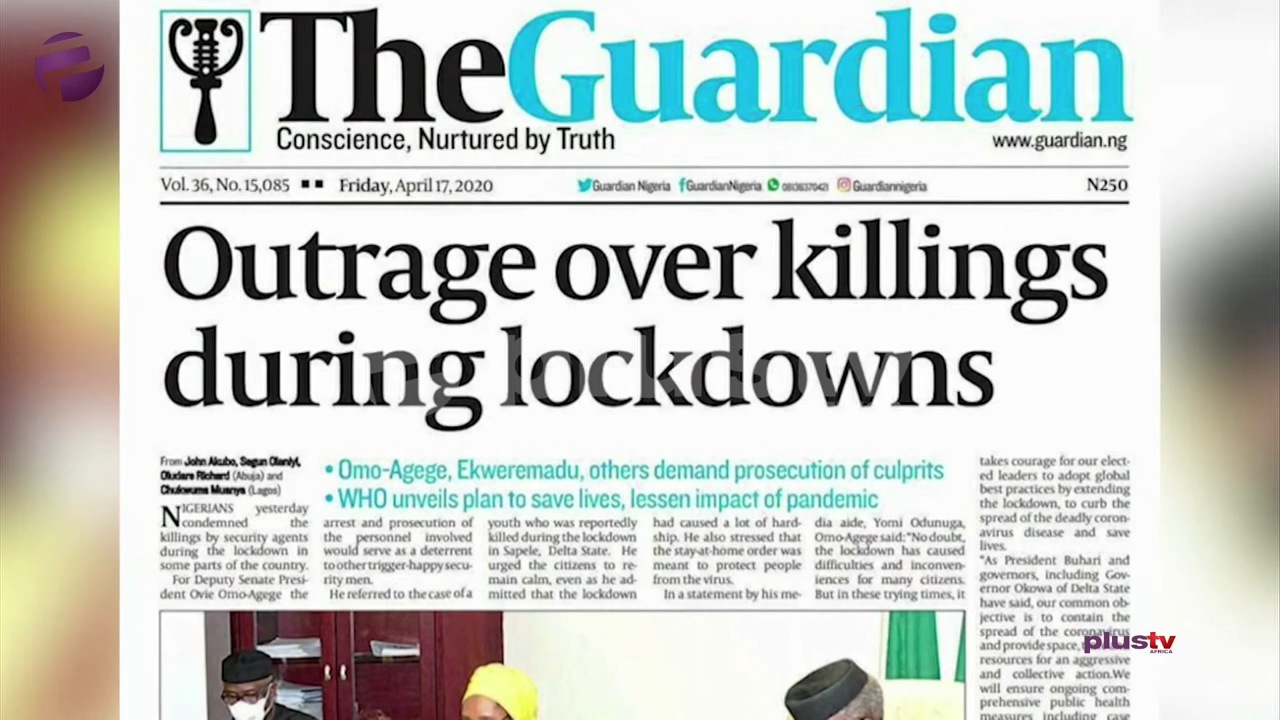 The Guardian
Conscience, Nurtured by Truth
www.guardian.ng
Vol. 36, No. 15,085 ■ ■ Friday, April 17, 2020
Guardian Nigeria GuardianNigeria 08136370421 Guardiannigeria
N250
Outrage over killings
during lockdowns
From John Akubo, Segun Olaniyi,
Oludare Richard (Abuja) and
Chukwuma Muanya (Lagos)
• Omo-Agege, Ekweremadu, others demand prosecution of culprits
• WHO unveils plan to save lives, lessen impact of pandemic
NIGERIANS yesterday
condemned the
killings by security agents
during the lockdown in
some parts of the country.
For Deputy Senate Presi-
dent Ovie Omo-Agege the
arrest and prosecution of
the personnel involved
would serve as a deterrent
to other trigger-happy secu-
rity men.
He referred to the case of a
youth who was reportedly
killed during the lockdown
in Sapele, Delta State. He
urged the citizens to re-
main calm, even as he ad-
mitted that the lockdown
had caused a lot of hard-
ship. He also stressed that
the stay-at-home order was
meant to protect people
from the virus.
In a statement by his me-
dia aide, Yomi Odunuga,
Omo-Agege said: "No doubt,
the lockdown has caused
difficulties and inconven-
iences for many citizens.
But in these trying times, it
takes courage for our elect-
ed leaders to adopt global
best practices by extending
the lockdown, to curb the
spread of the deadly coron-
avirus disease and save
lives.
"As President Buhari and
governors, including Gov-
ernor Okowa of Delta State
have said, our common ob-
jective is to contain the
spread of the coronavirus
and provide space,
resources for an aggressive
and collective action.We
will ensure ongoing com-
prehensive public health
measures including case
plustv
AFRICA